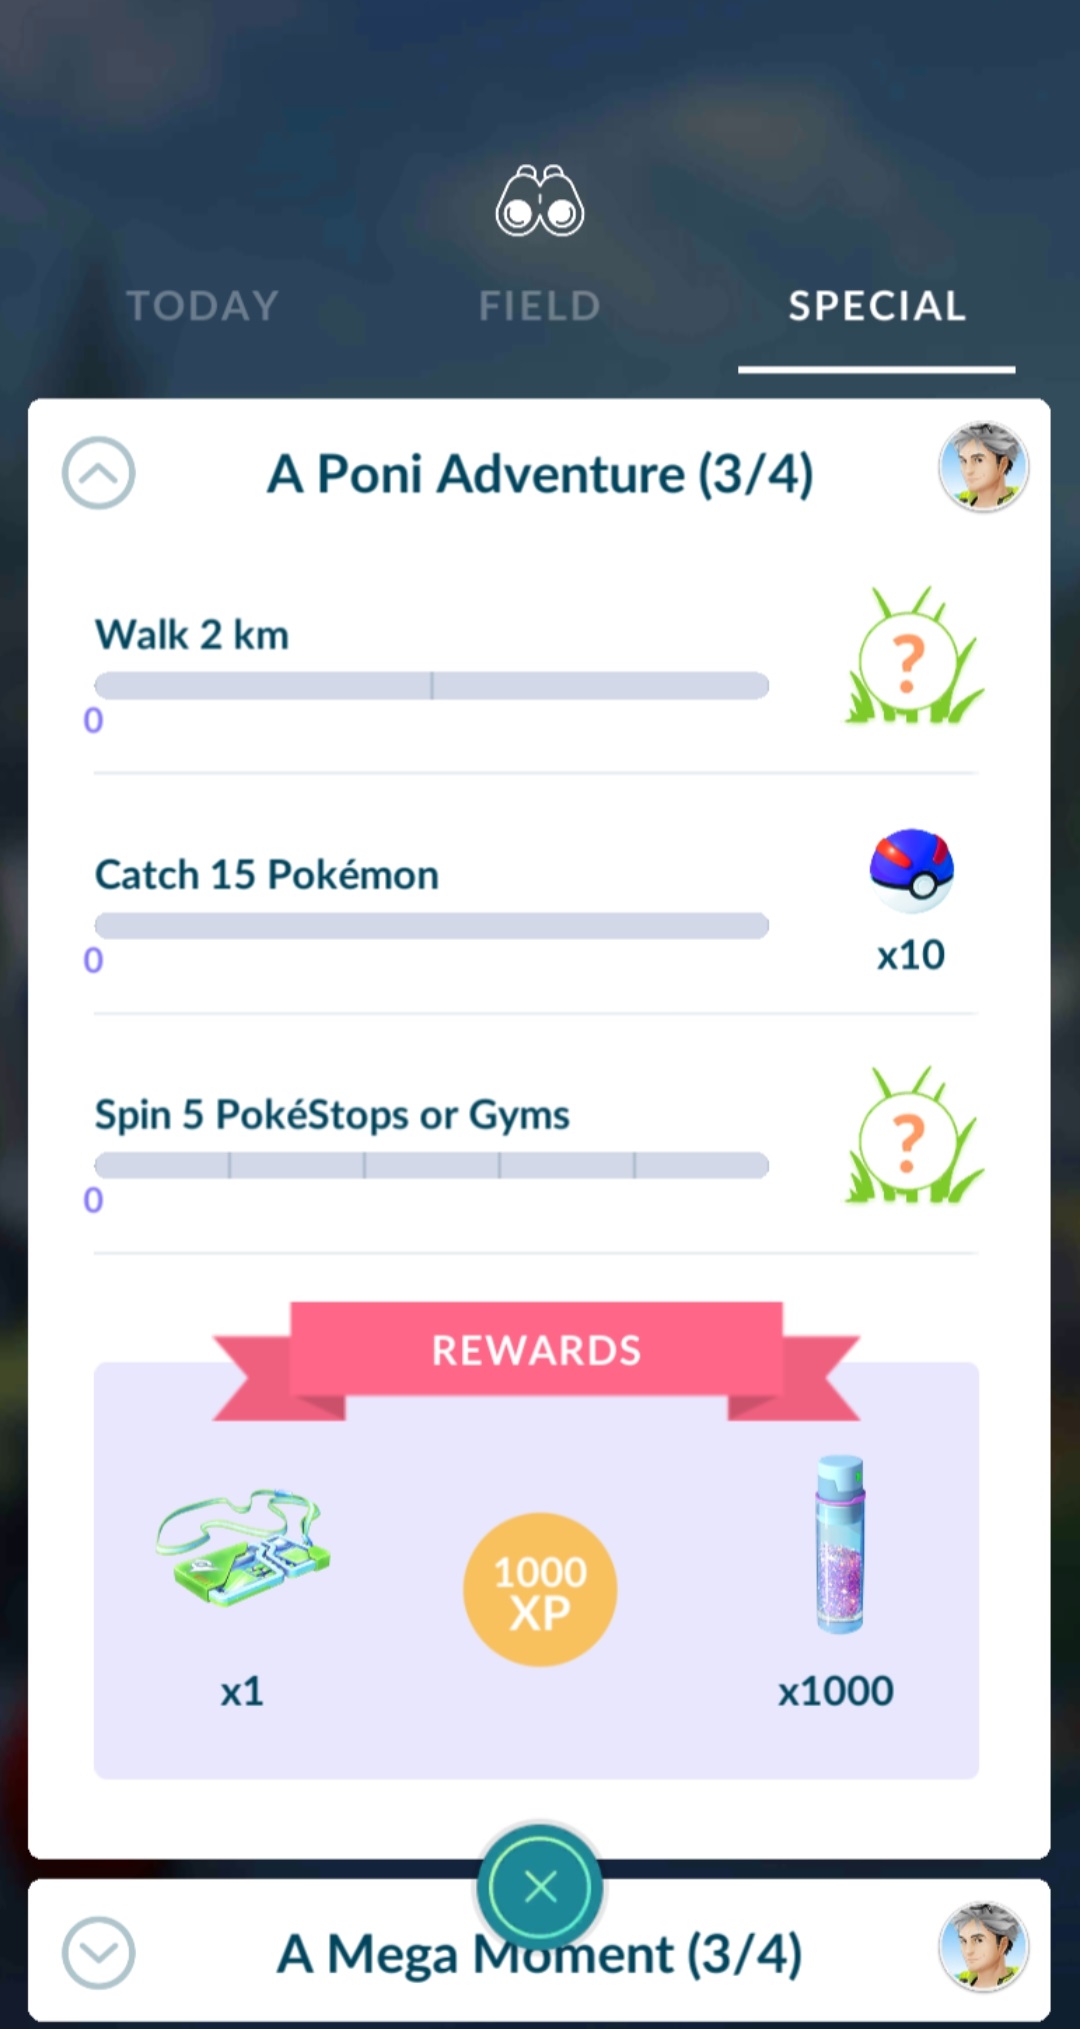 TODAY
FIELD
SPECIAL
A Poni Adventure (3/4)
Walk 2 km
0
?
Catch 15 Pokémon
0
x10
Spin 5 PokéStops or Gyms
0
?
REWARDS
1000
XP
x1
x1000
A Mega Moment (3/4)